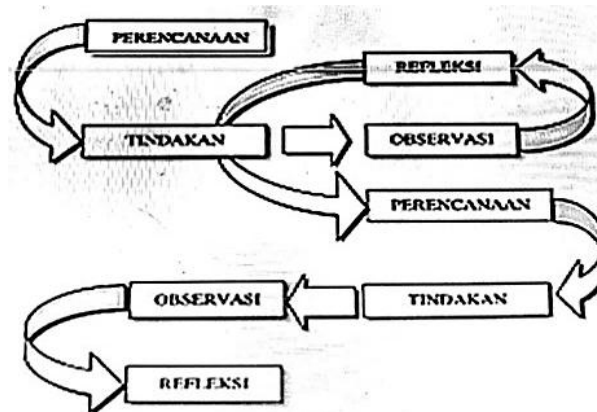 PERENCANAAN
REFLEKSI
TINDAKAN
OBSERVASI
PERENCANAAN
OBSERVASI
TINDAKAN
REFLEKSI